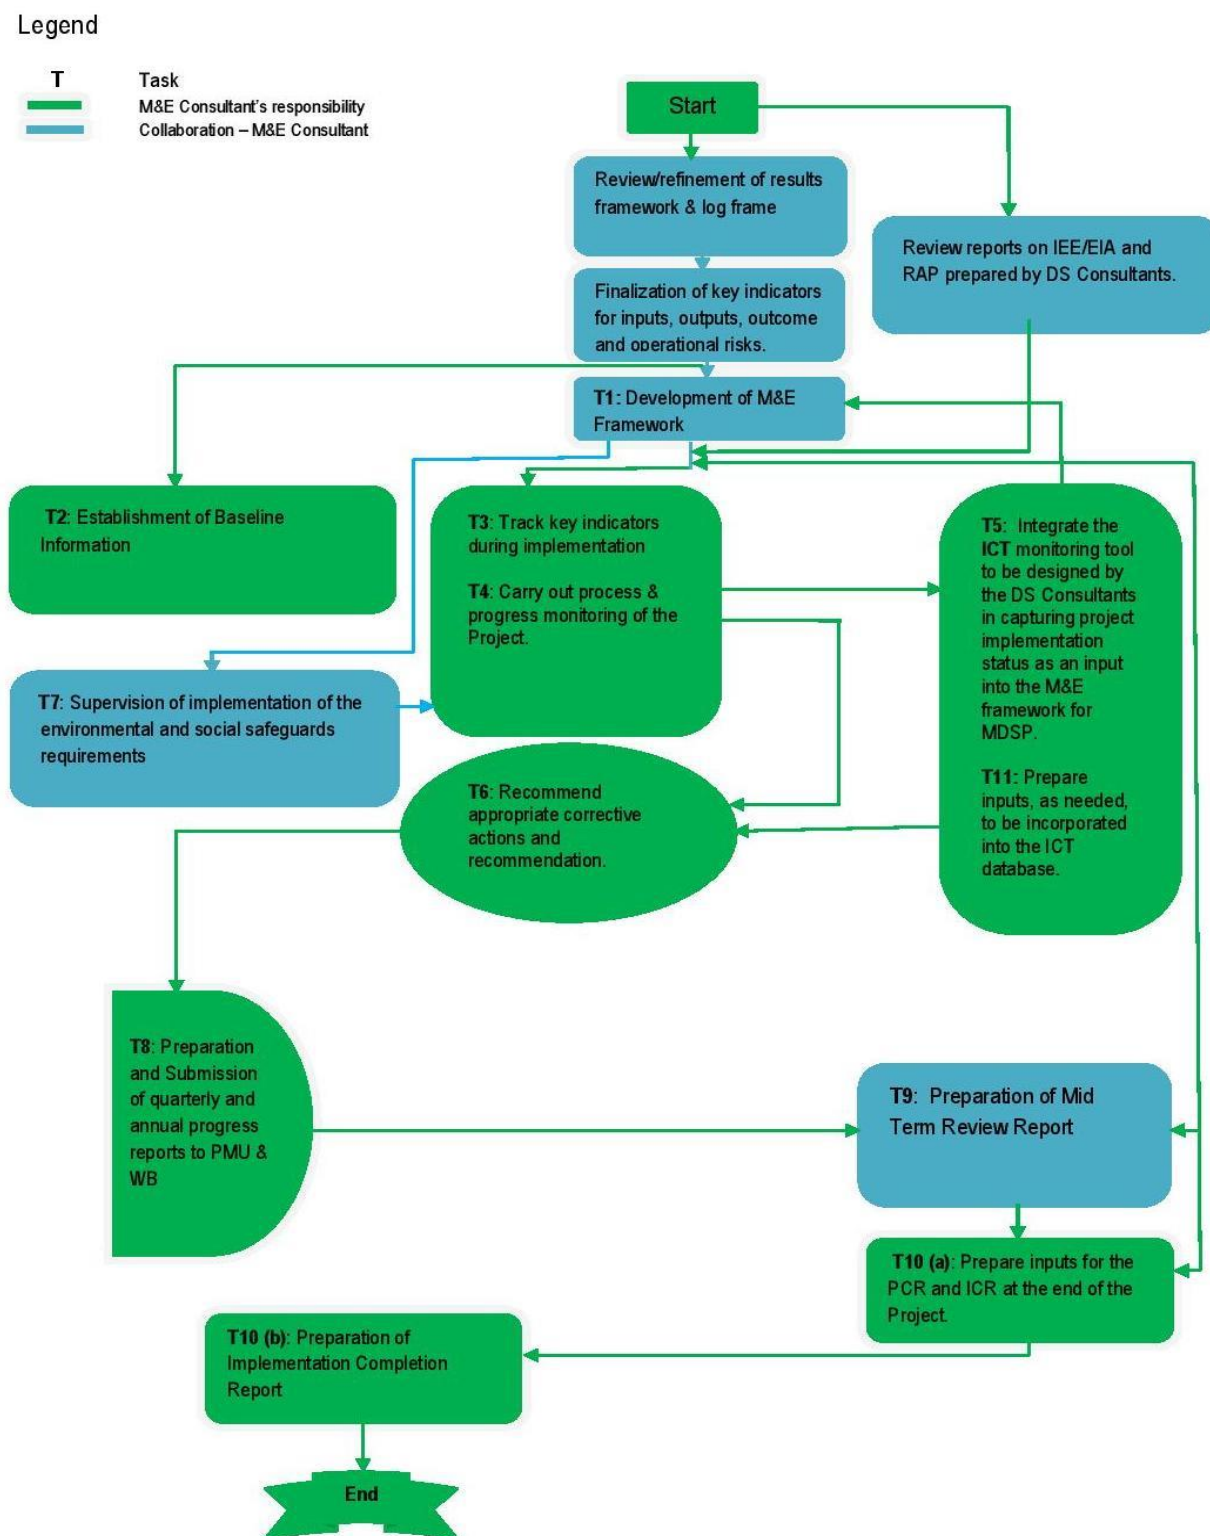 Legend
T Task
M&E Consultant's responsibility
Collaboration – M&E Consultant
Start
Review/refinement of results
framework & log frame
Review reports on IEE/EIA and
RAP prepared by DS Consultants.
Finalization of key indicators
for inputs, outputs, outcome
and operational risks.
T1: Development of M&E
Framework
T2: Establishment of Baseline
Information
T3: Track key indicators
during implementation
T4: Carry out process &
progress monitoring of the
Project.
T5: Integrate the
ICT monitoring tool
to be designed by
the DS Consultants
in capturing project
implementation
status as an input
into the M&E
framework for
MDSP.
T11: Prepare
inputs, as needed,
to be incorporated
into the ICT
database.
T7: Supervision of implementation of the
environmental and social safeguards
requirements
T6: Recommend
appropriate corrective
actions and
recommendation.
T8: Preparation
and Submission
of quarterly and
annual progress
reports to PMU &
WB
T9: Preparation of Mid
Term Review Report
T10 (a): Prepare inputs for the
PCR and ICR at the end of the
Project.
T10 (b): Preparation of
Implementation Completion
Report
End